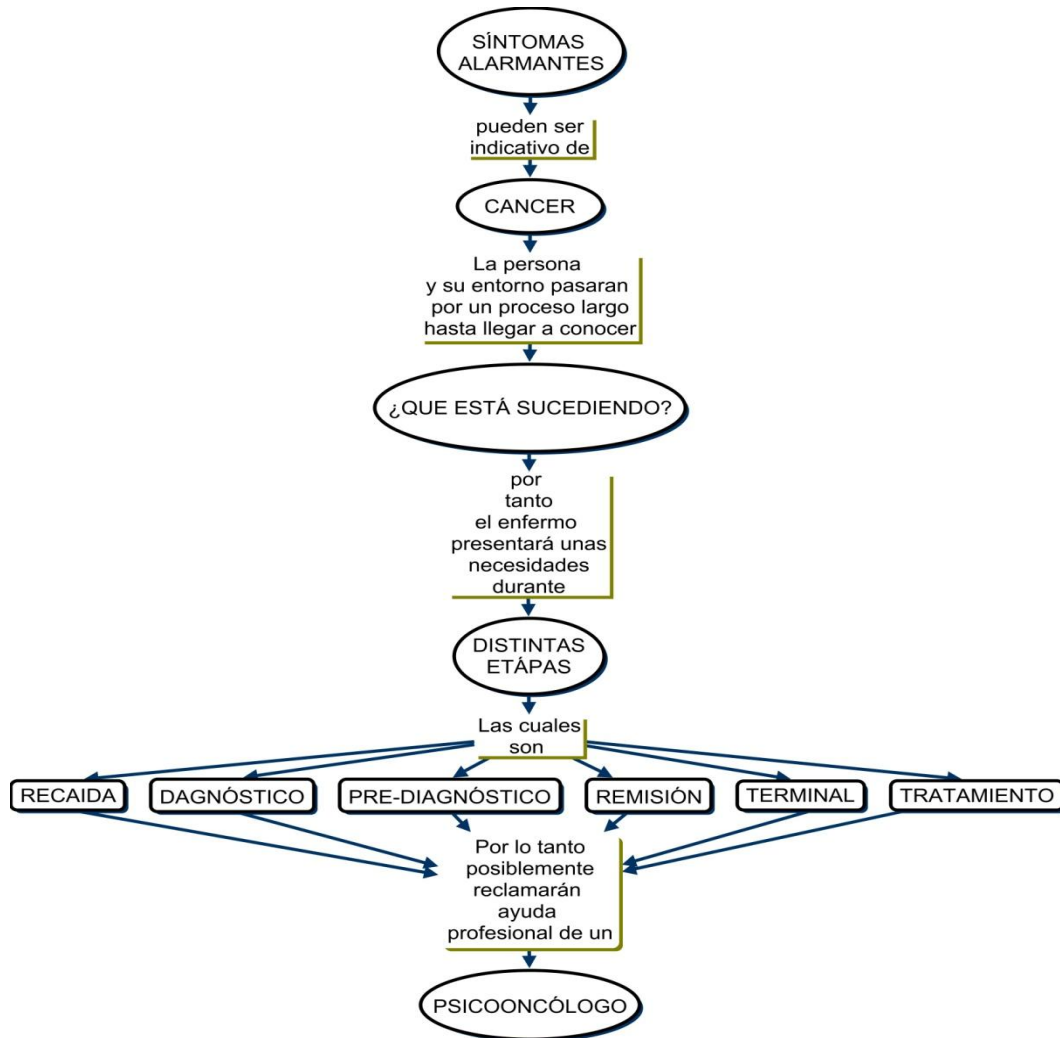 SÍNTOMAS
ALARMANTES
pueden ser
indicativo de
CANCER
La persona
y su entorno pasaran
por un proceso largo
hasta llegar a conocer
¿QUE ESTÁ SUCEDIENDO?
por
tanto
el enfermo
presentará unas
necesidades
durante
DISTINTAS
ETÁPAS
Las cuales
son
RECAIDA
DAGNÓSTICO
PRE-DIAGNÓSTICO
REMISIÓN
TERMINAL
TRATAMIENTO
Por lo tanto
posiblemente
reclamarán
ayuda
profesional de un
PSICOONCÓLOGO